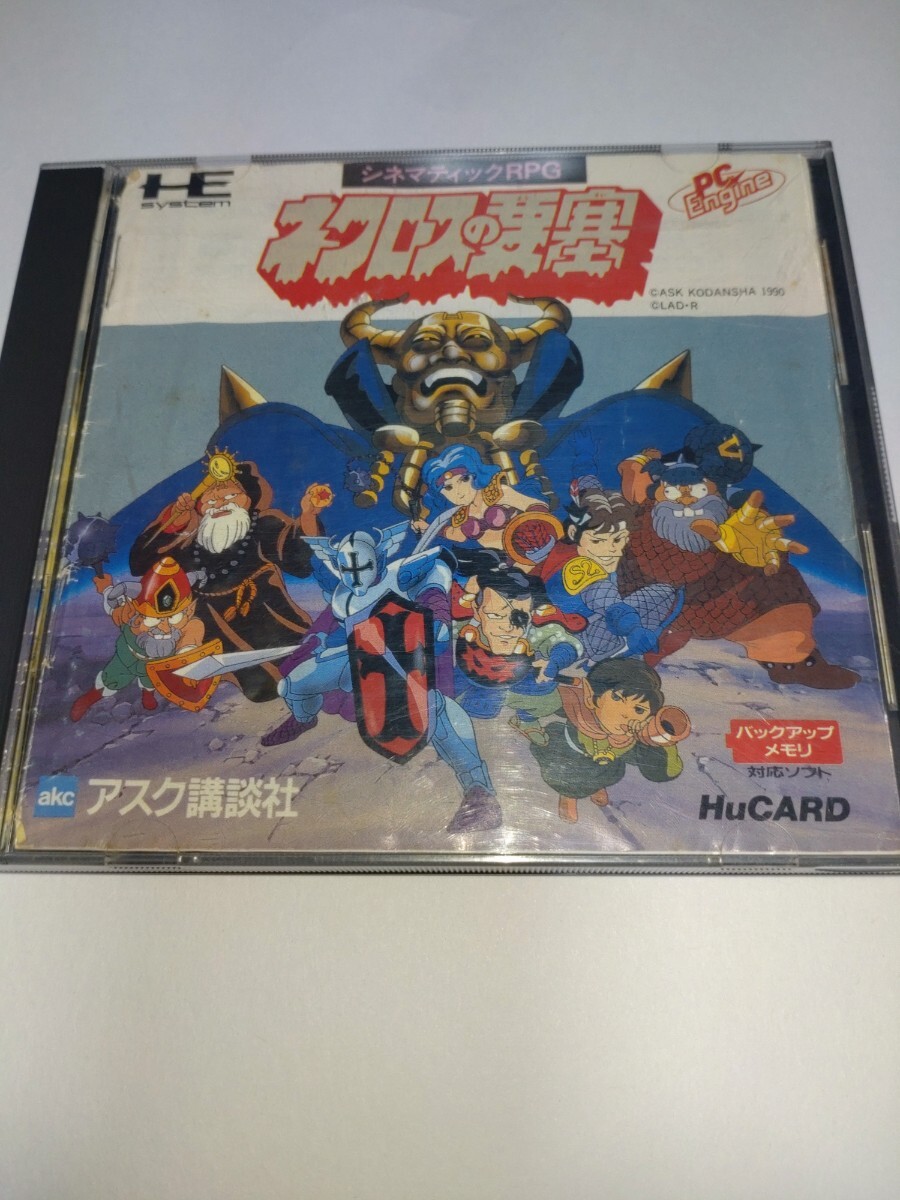 HE
system
シネマティックRPG
ネクロスの要塞
PC Engine
©ASK KODANSHA 1990
©LAD・R
バックアップ
メモリ
対応ソフト
akc アスク講談社
HuCARD